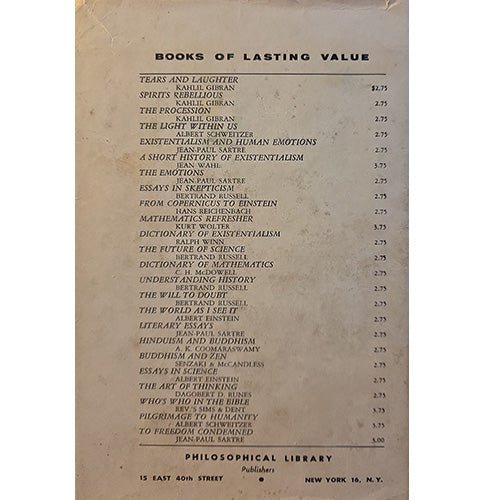 BOOKS OF LASTING VALUE
TEARS AND LAUGHTER
KAHLIL GIBRAN $2.75
SPIRITS REBELLIOUS
KAHLIL GIBRAN 2.75
THE PROCESSION
KAHLIL GIBRAN 2.75
THE LIGHT WITHIN US
ALBERT SCHWEITZER 2.75
EXISTENTIALISM AND HUMAN EMOTIONS
JEAN-PAUL SARTRE 2.75
A SHORT HISTORY OF EXISTENTIALISM
JEAN WAHL 3.75
THE EMOTIONS
JEAN-PAUL SARTRE 2.75
ESSAYS IN SKEPTICISM
BERTRAND RUSSELL 2.75
FROM COPERNICUS TO EINSTEIN
HANS REICHENBACH 2.75
MATHEMATICS REFRESHER
KURT WOLTER 3.75
DICTIONARY OF EXISTENTIALISM
RALPH WINN 2.75
THE FUTURE OF SCIENCE
BERTRAND RUSSELL 2.75
DICTIONARY OF MATHEMATICS
C. H. McDOWELL 2.75
UNDERSTANDING HISTORY
BERTRAND RUSSELL 2.75
THE WILL TO DOUBT
BERTRAND RUSSELL 2.75
THE WORLD AS I SEE IT
ALBERT EINSTEIN 2.75
LITERARY ESSAYS
JEAN-PAUL SARTRE 2.75
HINDUISM AND BUDDHISM
A. K. COOMARASWAMY 2.75
BUDDHISM AND ZEN
SENZAKI & McCANDLESS 2.75
ESSAYS IN SCIENCE
ALBERT EINSTEIN 2.75
THE ART OF THINKING
DAGOBERT D. RUNES 2.75
WHO'S WHO IN THE BIBLE
REV.'S SIMS & DENT 3.75
PILGRIMAGE TO HUMANITY
ALBERT SCHWEITZER 3.75
TO FREEDOM CONDEMNED
JEAN-PAUL SARTRE 3.00
PHILOSOPHICAL LIBRARY
Publishers
15 EAST 40th STREET • NEW YORK 16, N.Y.